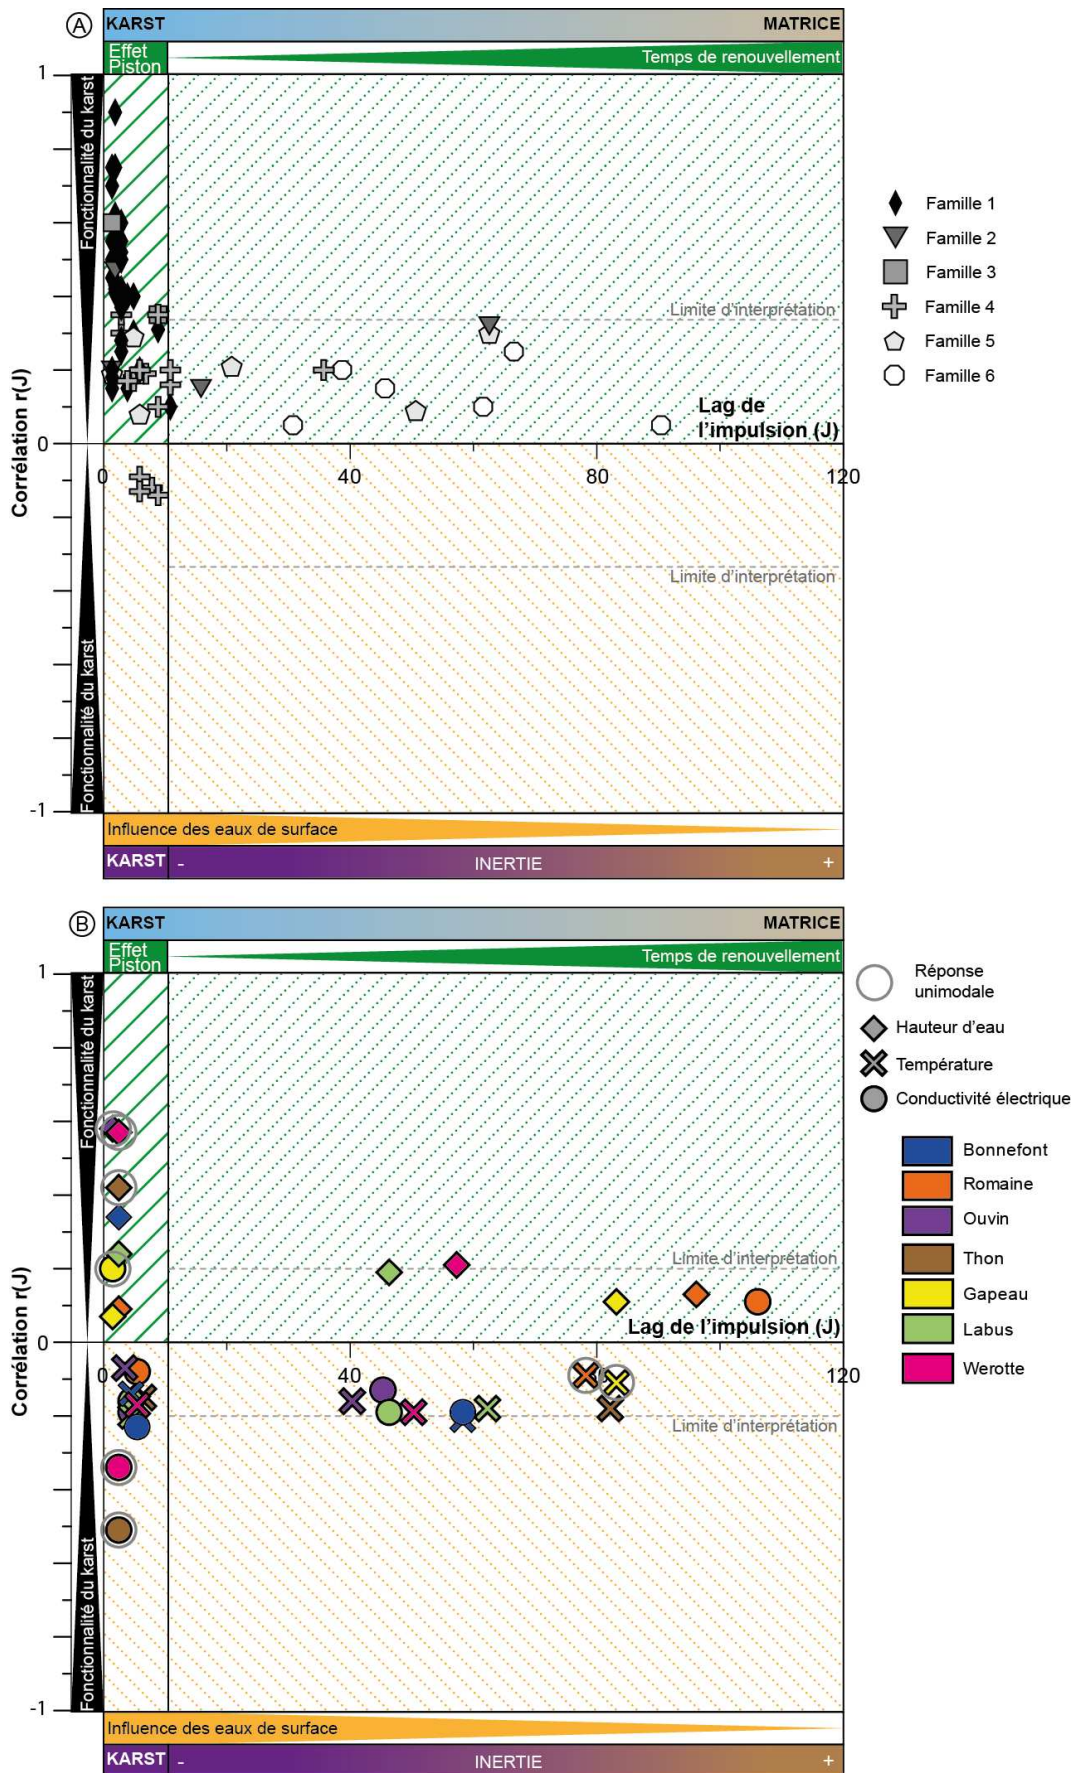 A
KARST MATRICE
Effet
Piston
Temps de renouvellement
1
Fonctionnalité du karst
Limite d'interprétation
Corrélation r(J)
Lag de
l'impulsion (J)
0
0 40 80 120
Limite d'interprétation
Fonctionnalité du karst
-1
Influence des eaux de surface
KARST - INERTIE +
Famille 1
Famille 2
Famille 3
Famille 4
Famille 5
Famille 6
B
KARST MATRICE
Effet
Piston
Temps de renouvellement
1
Fonctionnalité du karst
Limite d'interprétation
Corrélation r(J)
Lag de l'impulsion (J)
0
0 40 120
Limite d'interprétation
Fonctionnalité du karst
-1
Influence des eaux de surface
KARST - INERTIE +
Réponse
unimodale
Hauteur d'eau
Température
Conductivité électrique
Bonnefont
Romaine
Ouvin
Thon
Gapeau
Labus
Werotte